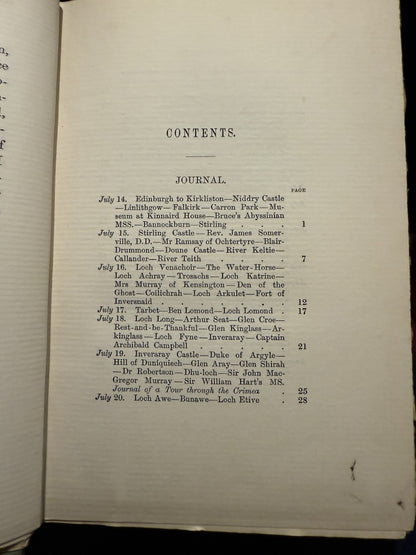 n,
ce
o-
n-
l,
-
f
I
-
r
CONTENTS.
JOURNAL.
PAGE
July 14. Edinburgh to Kirkliston—Niddry Castle
—Linlithgow—Falkirk—Carron Park—Mu-
seum at Kinnaird House—Bruce's Abyssinian
MSS.—Bannockburn—Stirling . . . 1
July 15. Stirling Castle—Rev. James Somer-
ville, D.D.—Mr Ramsay of Ochtertyre—Blair-
Drummond—Doune Castle—River Keltie—
Callander—River Teith . . . . 7
July 16. Loch Venachoir—The Water-Horse—
Loch Achray—Trosachs—Loch Katrine—
Mrs Murray of Kensington—Den of the
Ghost—Coilichrah—Loch Arkulet—Fort of
Inversnaid . . . . . 12
July 17. Tarbet—Ben Lomond—Loch Lomond . 17
July 18. Loch Long—Arthur Seat—Glen Croe—
Rest-and-be-Thankful—Glen Kinglass—Ar-
kinglass—Loch Fyne—Inveraray—Captain
Archibald Campbell . . . . 21
July 19. Inveraray Castle—Duke of Argyle—
Hill of Duniquiech—Glen Aray—Glen Shirah
—Dr Robertson—Dhu-loch—Sir John Mac-
Gregor Murray—Sir William Hart's MS.
Journal of a Tour through the Crimea . 25
July 20. Loch Awe—Bunawe—Loch Etive . 28